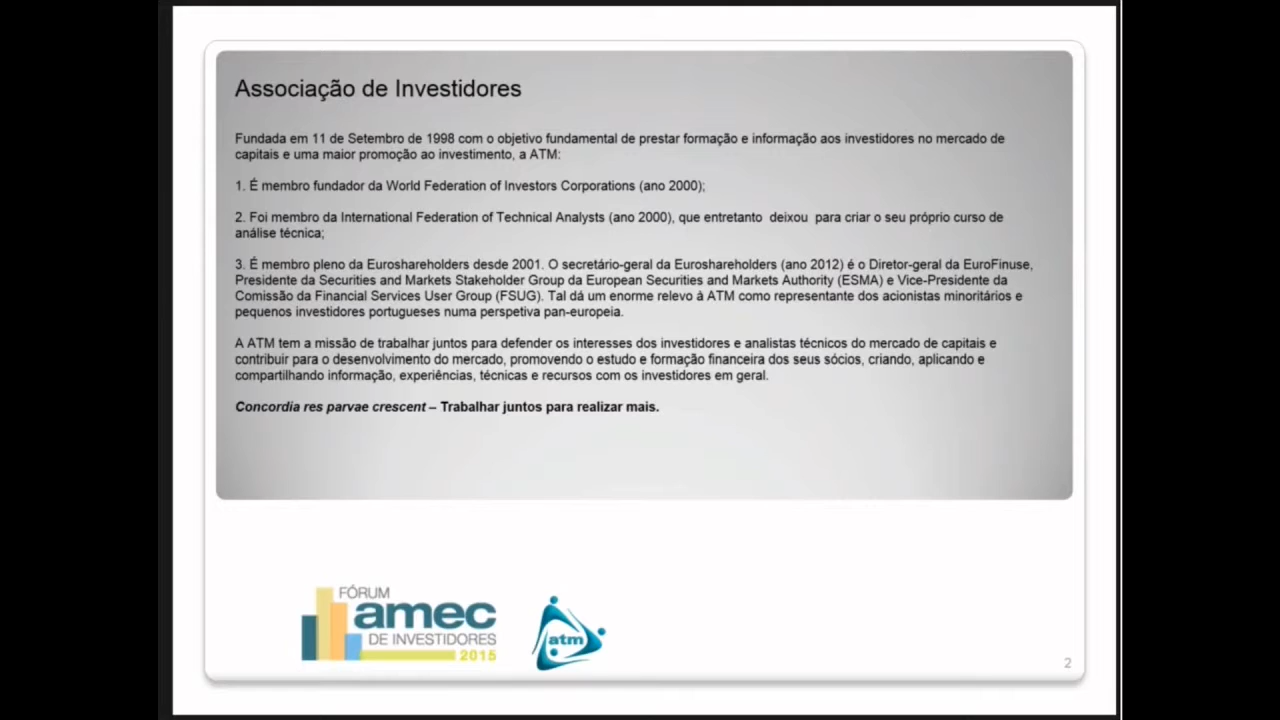 Associação de Investidores
Fundada em 11 de Setembro de 1998 com o objetivo fundamental de prestar formação e informação aos investidores no mercado de
capitais e uma maior promoção ao investimento, a ATM:
1. É membro fundador da World Federation of Investors Corporations (ano 2000);
2. Foi membro da International Federation of Technical Analysts (ano 2000), que entretanto deixou para criar o seu próprio curso de
análise técnica;
3. É membro pleno da Euroshareholders desde 2001. O secretário-geral da Euroshareholders (ano 2012) é o Diretor-geral da EuroFinuse,
Presidente da Securities and Markets Stakeholder Group da European Securities and Markets Authority (ESMA) e Vice-Presidente da
Comissão da Financial Services User Group (FSUG). Tal dá um enorme relevo à ATM como representante dos acionistas minoritários e
pequenos investidores portugueses numa perspetiva pan-europeia.
A ATM tem a missão de trabalhar juntos para defender os interesses dos investidores e analistas técnicos do mercado de capitais e
contribuir para o desenvolvimento do mercado, promovendo o estudo e formação financeira dos seus sócios, criando, aplicando e
compartilhando informação, experiências, técnicas e recursos com os investidores em geral.
Concordia res parvae crescent – Trabalhar juntos para realizar mais.
FÓRUM
amec
DE INVESTIDORES
2015
atm
2